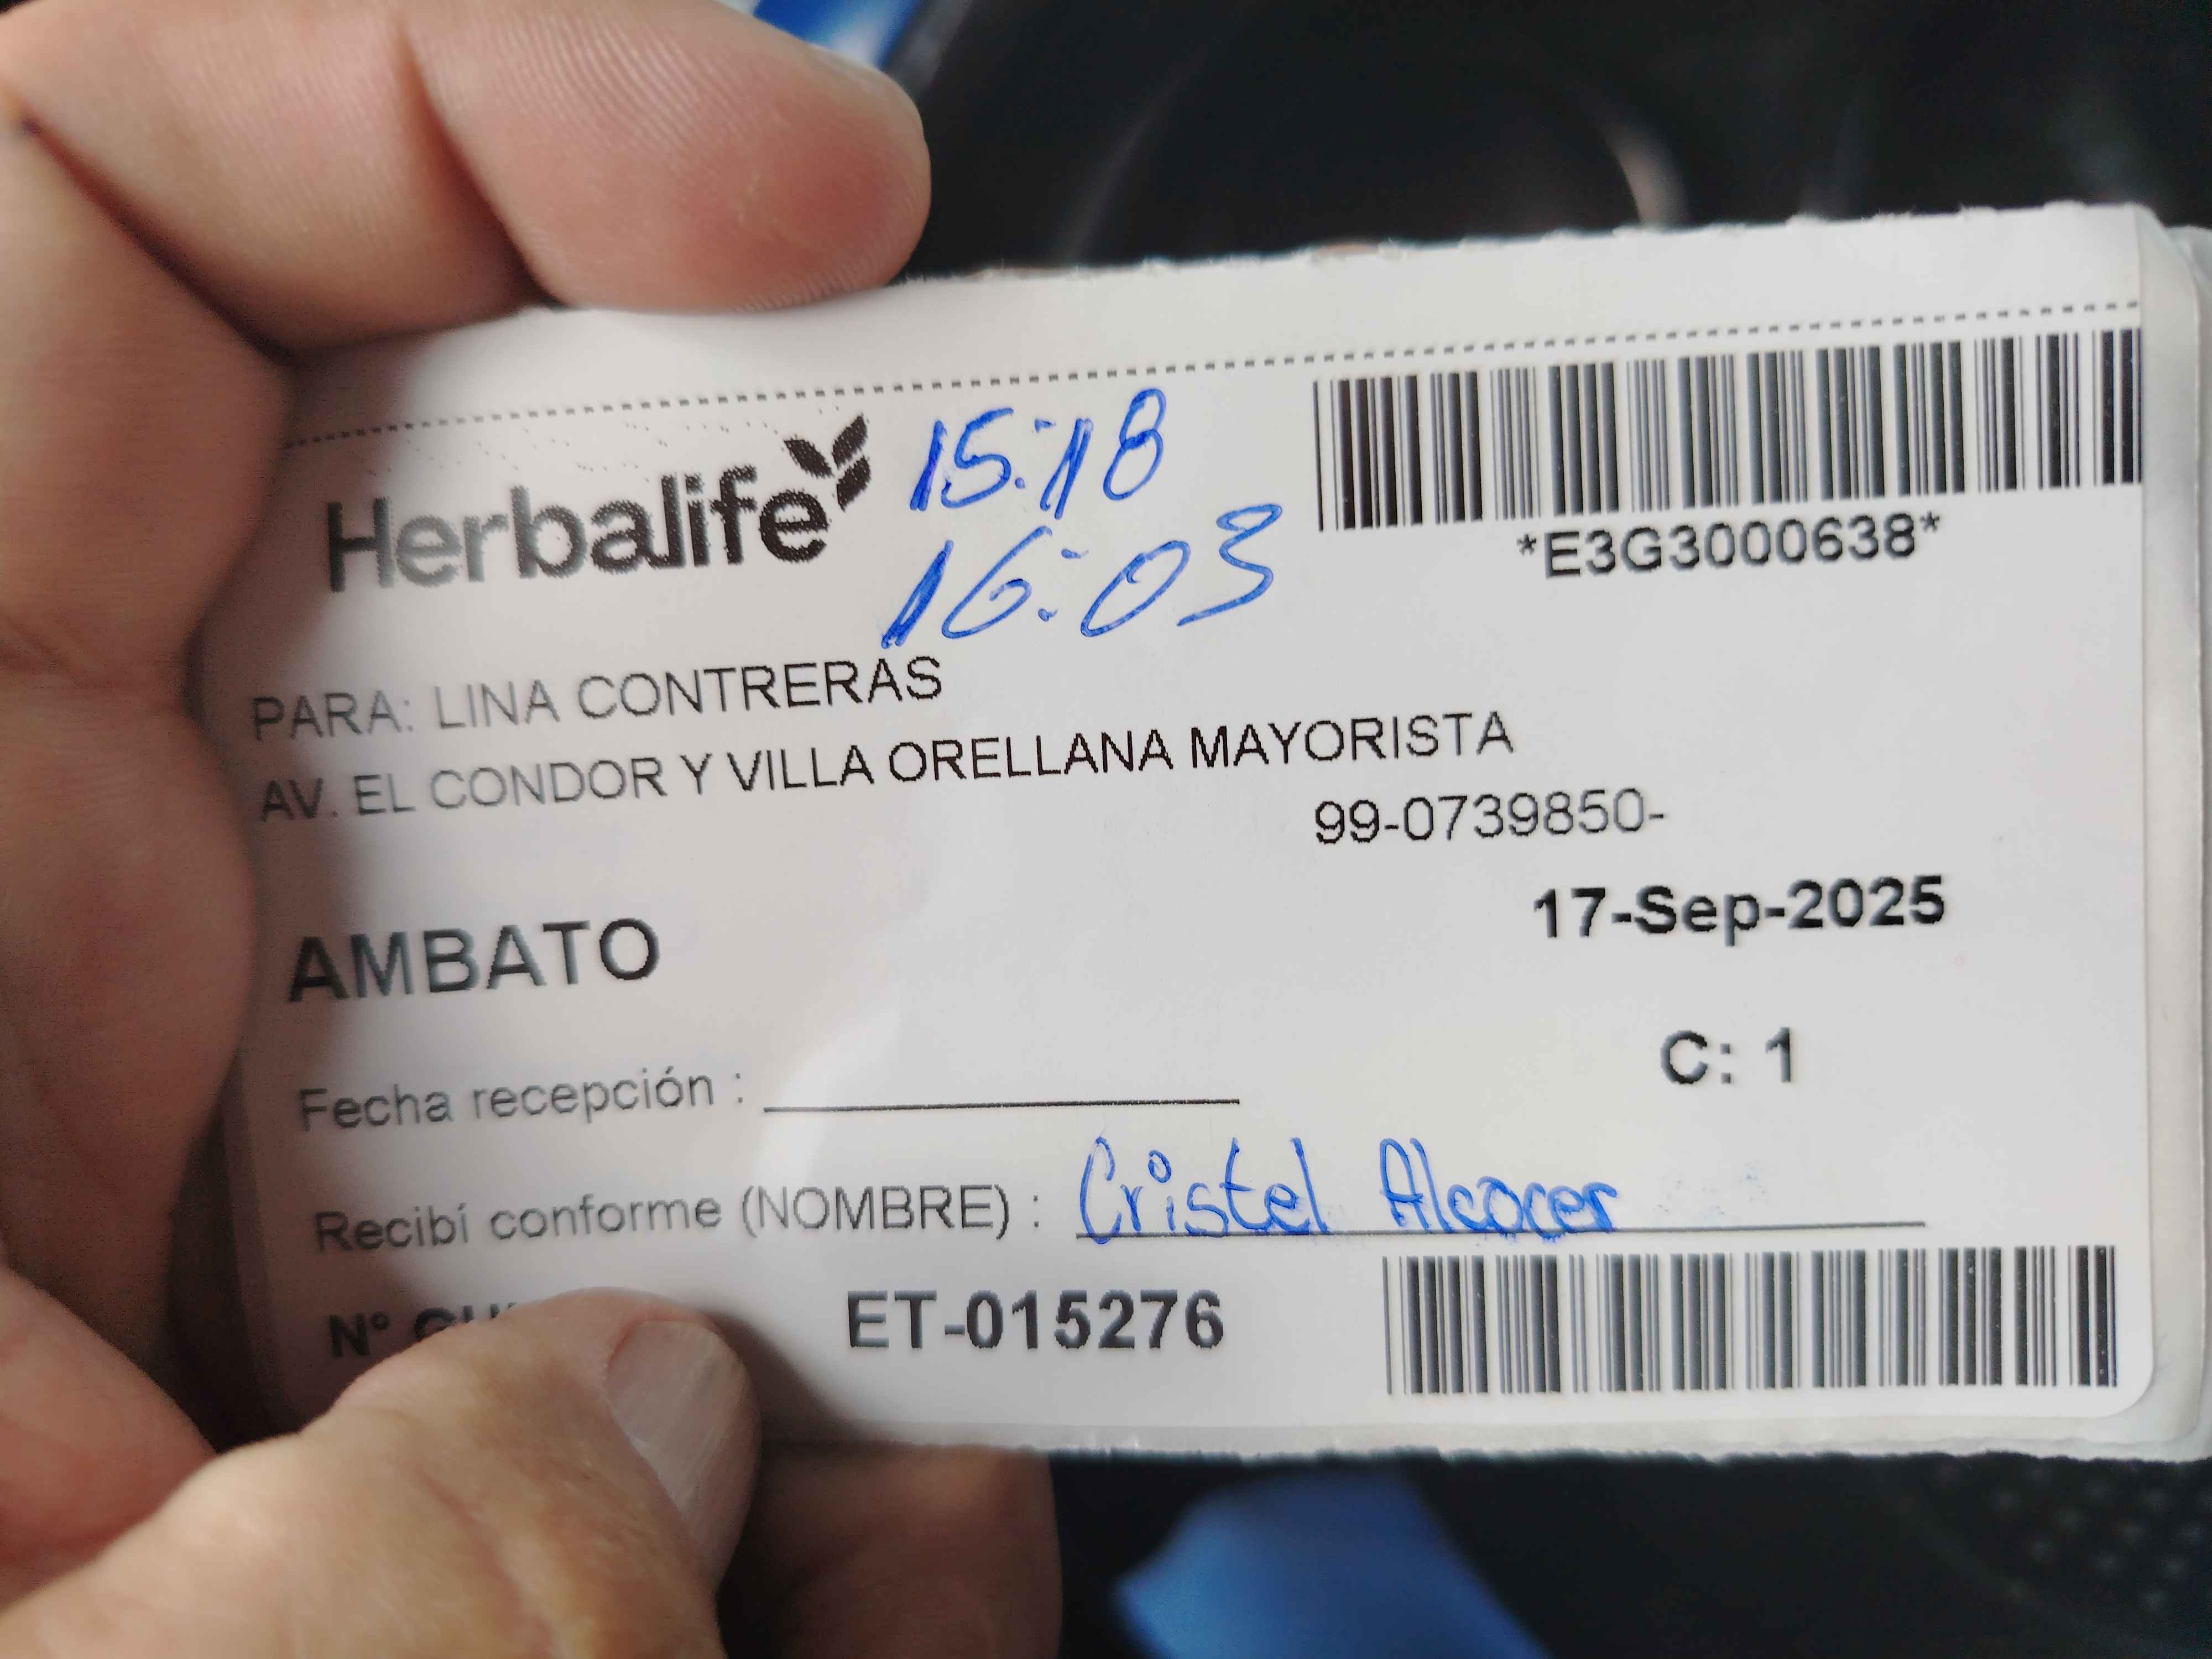 Herbalife
15:18
16:03
*E3G3000638*
PARA: LINA CONTRERAS
AV. EL CONDOR Y VILLA ORELLANA MAYORISTA
99-0739850-
AMBATO
17-Sep-2025
C: 1
Fecha recepción :
Recibí conforme (NOMBRE) : Cristel Alcocer
N° ET-015276